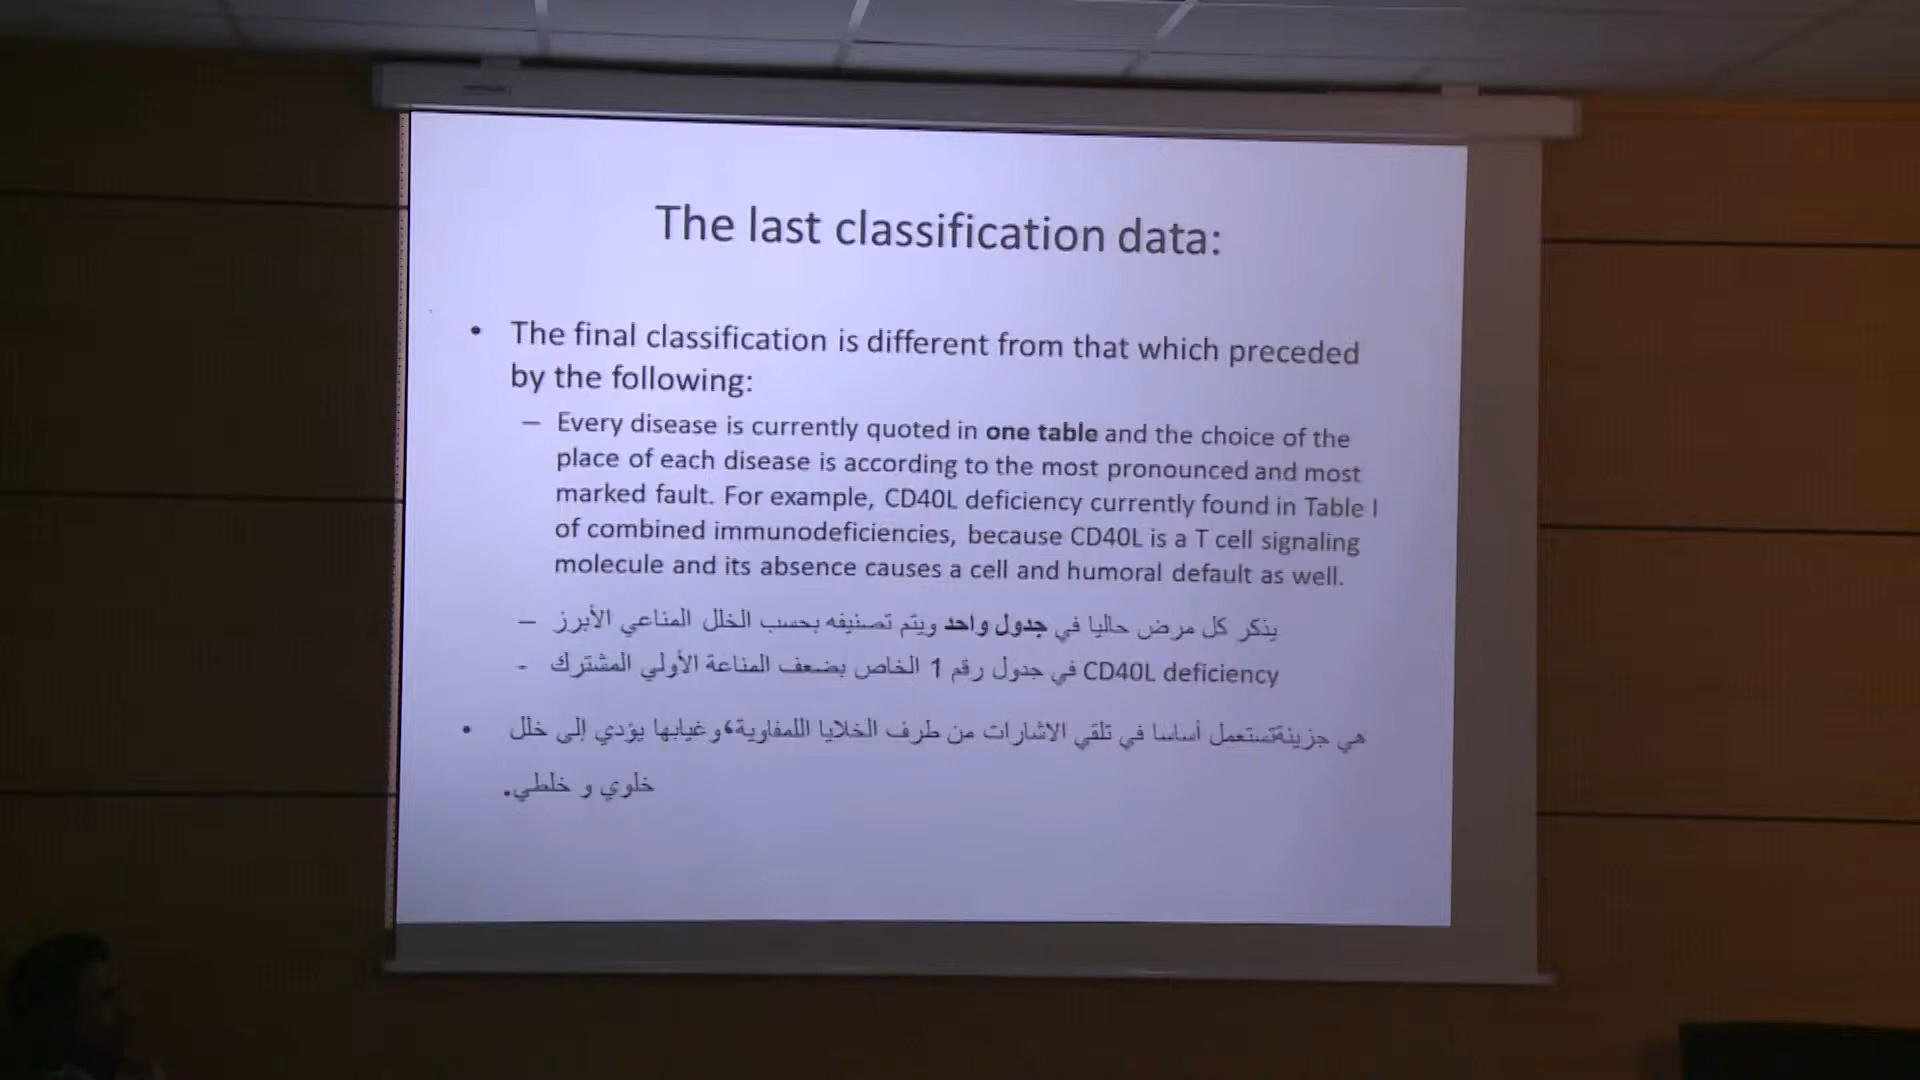 The last classification data:
• The final classification is different from that which preceded
by the following:
– Every disease is currently quoted in one table and the choice of the
place of each disease is according to the most pronounced and most
marked fault. For example, CD40L deficiency currently found in Table I
of combined immunodeficiencies, because CD40L is a T cell signaling
molecule and its absence causes a cell and humoral default as well.
– يذكر كل مرض حاليا في جدول واحد ويتم تصنيفه بحسب الخلل المناعي الأبرز
- CD40L deficiency في جدول رقم 1 الخاص بضعف المناعة الأولي المشترك
• هي جزيئةتستعمل أساسا في تلقي الاشارات من طرف الخلايا اللمفاوية،وغيابها يؤدي إلى خلل
خلوي و خلطي.